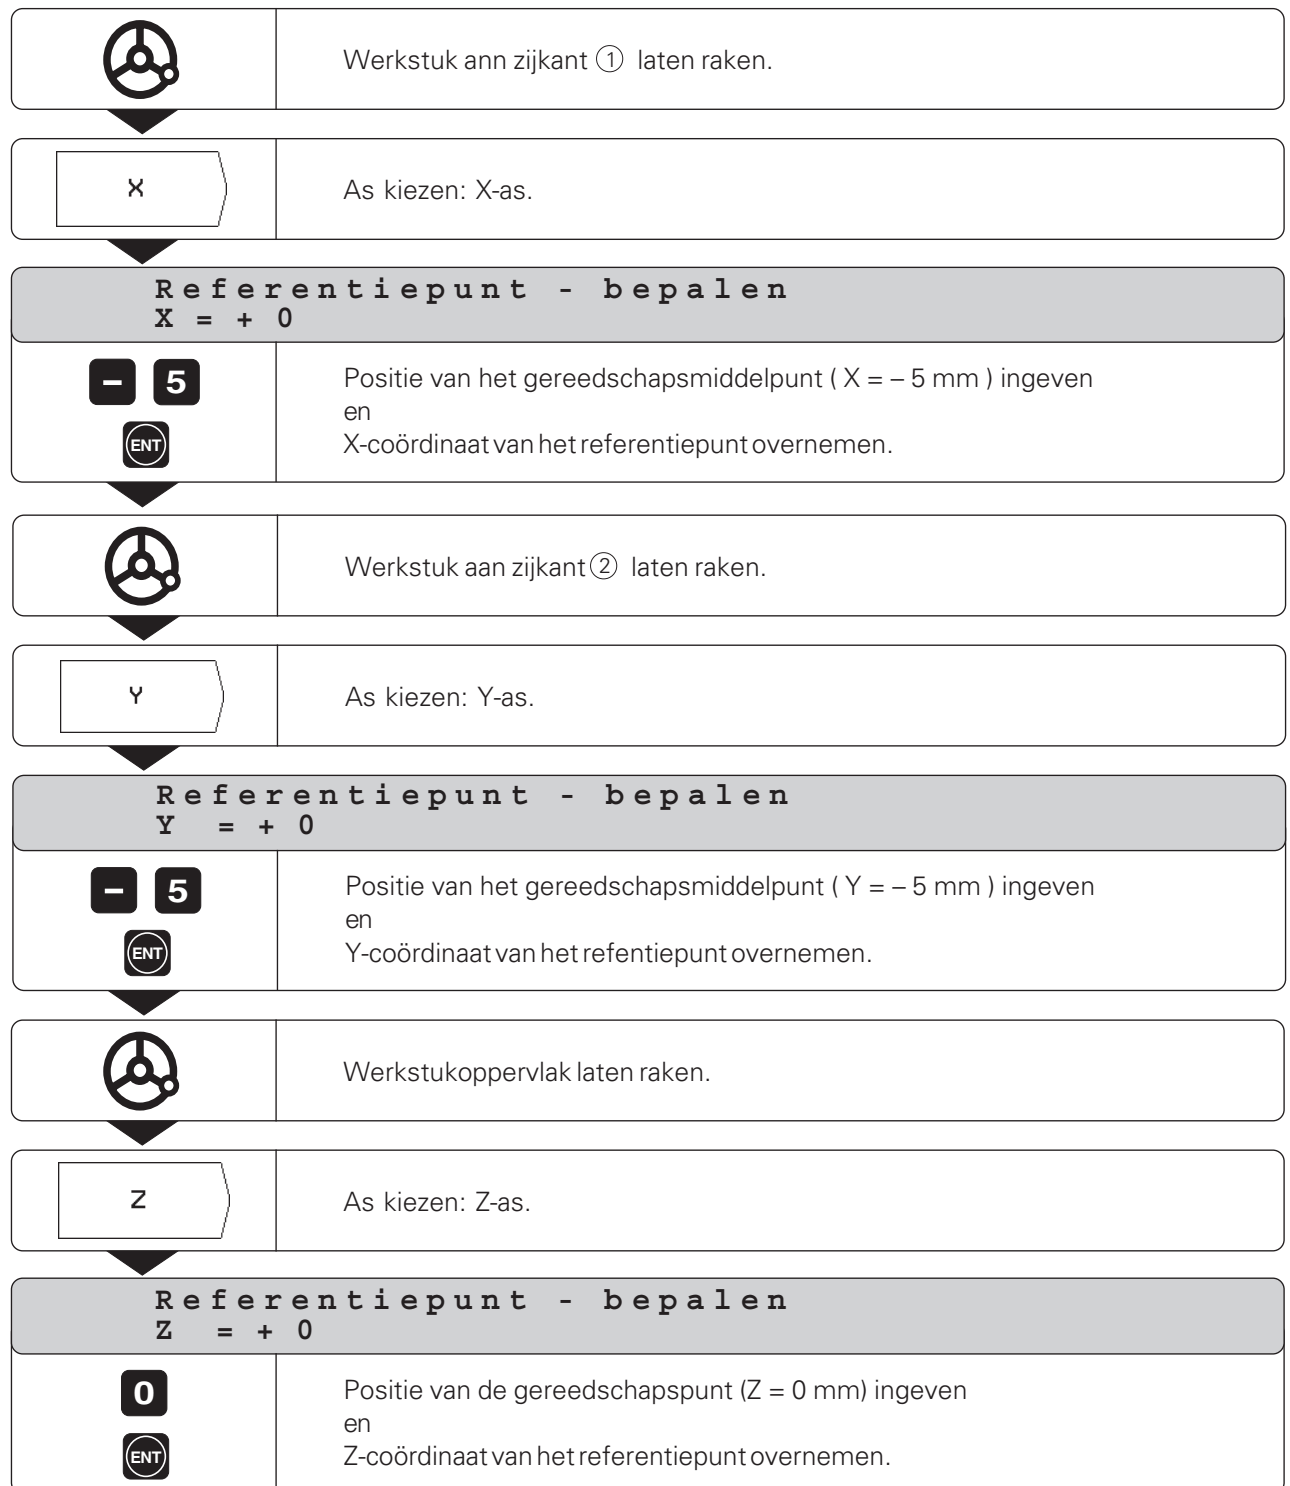 Werkstuk ann zijkant ① laten raken.
X
As kiezen: X-as.
Referentiepunt - bepalen
X = + 0
– 5
Positie van het gereedschapsmiddelpunt ( X = – 5 mm ) ingeven
en
ENT
X-coördinaat van het referentiepunt overnemen.
Werkstuk aan zijkant ② laten raken.
Y
As kiezen: Y-as.
Referentiepunt - bepalen
Y = + 0
– 5
Positie van het gereedschapsmiddelpunt ( Y = – 5 mm ) ingeven
en
ENT
Y-coördinaat van het refentiepunt overnemen.
Werkstukoppervlak laten raken.
Z
As kiezen: Z-as.
Referentiepunt - bepalen
Z = + 0
0
Positie van de gereedschapspunt (Z = 0 mm) ingeven
en
ENT
Z-coördinaat van het referentiepunt overnemen.